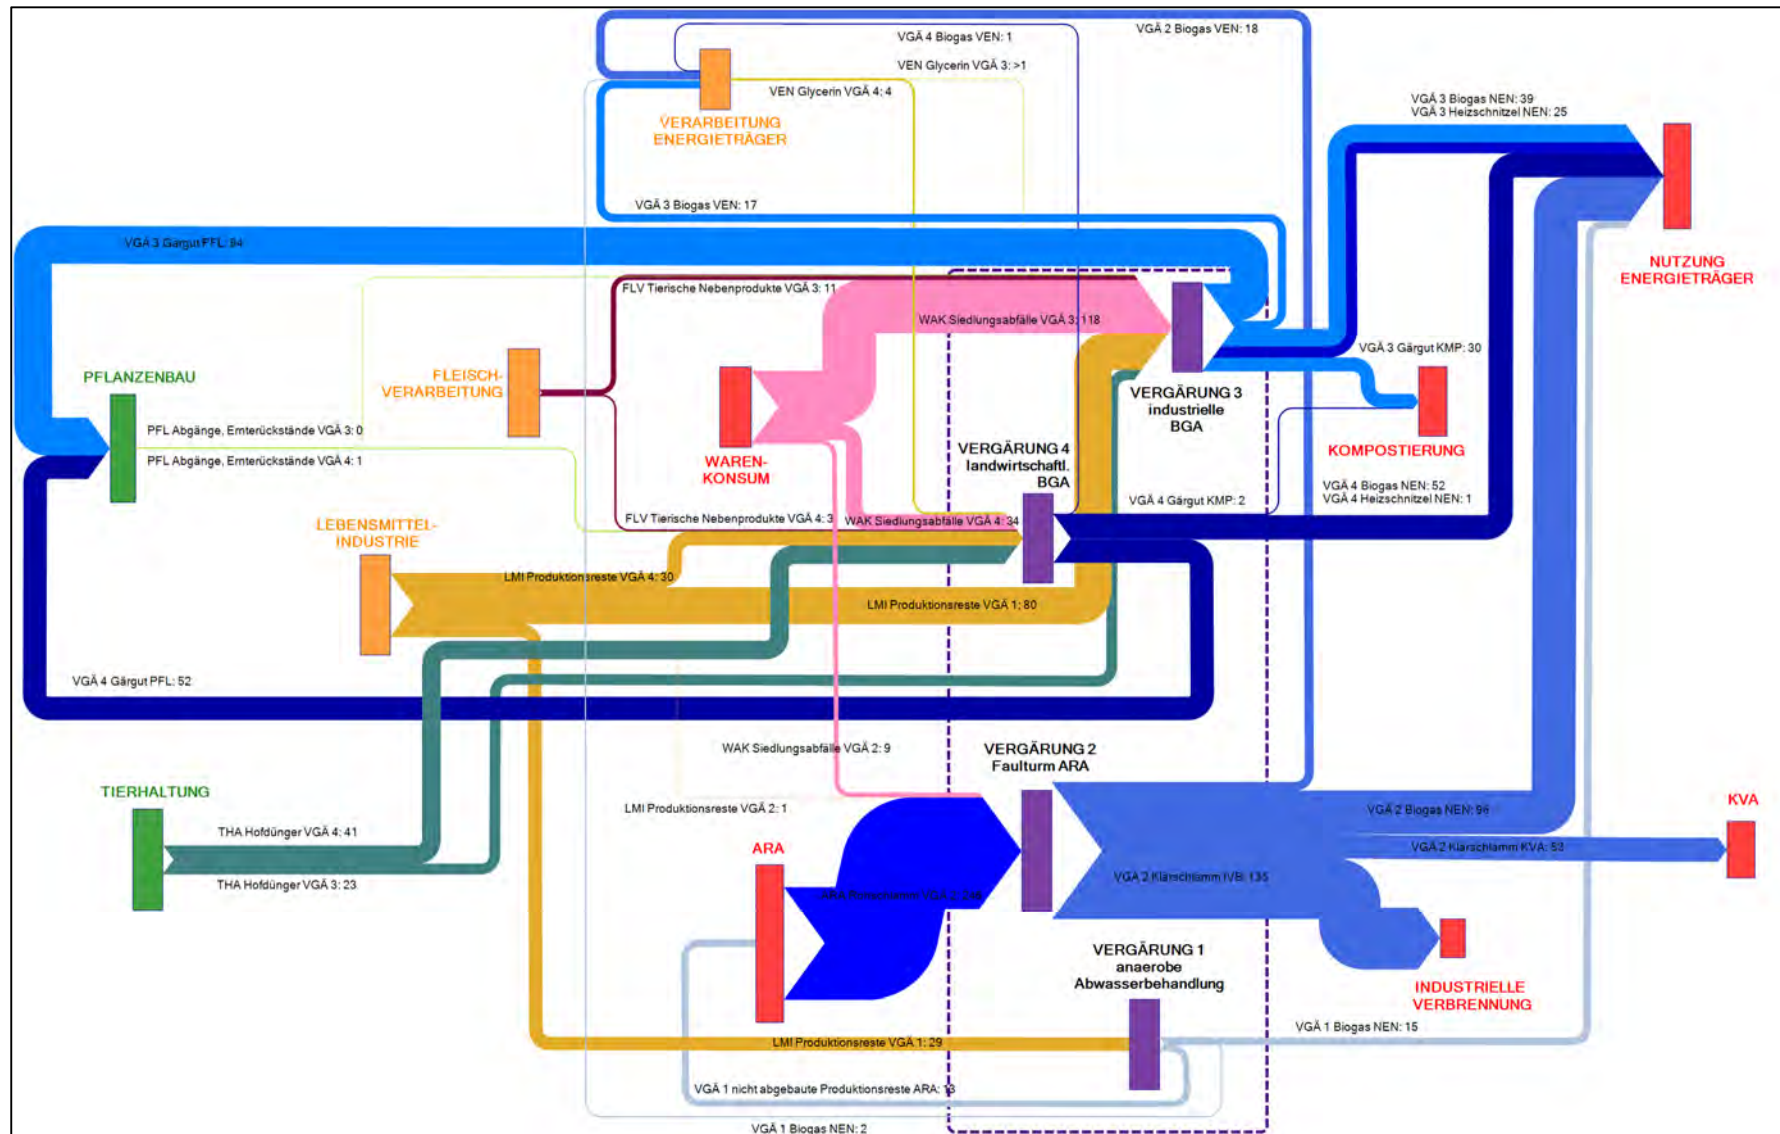 VGÄ 2 Biogas VEN: 18
VGÄ 4 Biogas VEN: 1
VEN Glycerin VGÄ 3: >1
VEN Glycerin VGÄ 4: 4
VERARBEITUNG
ENERGIETRÄGER
VGÄ 3 Biogas NEN: 39
VGÄ 3 Heizschnitzel NEN: 25
NUTZUNG
ENERGIETRÄGER
VGÄ 3 Biogas VEN: 17
VGÄ 3 Gärgut PFL: 84
FLV Tierische Nebenprodukte VGÄ 3: 11
WAK Siedlungsabfälle VGÄ 3: 118
VGÄ 3 Gärgut KMP: 30
PFLANZENBAU
FLEISCH-
VERARBEITUNG
VERGÄRUNG 3
industrielle
BGA
PFL Abgänge, Ernterückstände VGÄ 3: 0
PFL Abgänge, Ernterückstände VGÄ 4: 1
WAREN-
KONSUM
VERGÄRUNG 4
landwirtschaftl.
BGA
KOMPOSTIERUNG
VGÄ 4 Biogas NEN: 52
VGÄ 4 Heizschnitzel NEN: 1
VGÄ 4 Gärgut KMP: 2
FLV Tierische Nebenprodukte VGÄ 4: 3
WAK Siedlungsabfälle VGÄ 4: 34
LEBENSMITTEL-
INDUSTRIE
LMI Produktionsreste VGÄ 4: 30
LMI Produktionsreste VGÄ 1: 80
VGÄ 4 Gärgut PFL: 52
WAK Siedlungsabfälle VGÄ 2: 9
VERGÄRUNG 2
Faulturm ARA
TIERHALTUNG
LMI Produktionsreste VGÄ 2: 1
VGÄ 2 Biogas NEN: 96
KVA
THA Hofdünger VGÄ 4: 41
ARA
VGÄ 2 Klärschlamm KVA: 53
THA Hofdünger VGÄ 3: 23
ARA Rohschlamm VGÄ 2:
VGÄ 2 Klärschlamm IVB: 135
VERGÄRUNG 1
anaerobe
Abwasserbehandlung
INDUSTRIELLE
VERBRENNUNG
VGÄ 1 Biogas NEN: 15
LMI Produktionsreste VGÄ 1: 29
VGÄ 1 nicht abgebaute Produktionsreste ARA: 13
VGÄ 1 Biogas NEN: 2